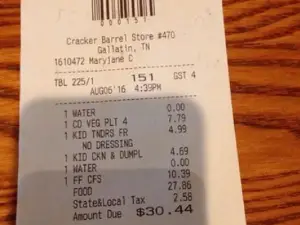 000151
Cracker Barrel Store #470
Gallatin, TN
1610472 Maryjane C
TBL 225/1 151 GST 4
AUG06'16 4:39PM
1 WATER 0.00
1 CO VEG PLT 4 7.79
1 KID TNDRS FR 4.99
NO DRESSING
1 KID CKN & DUMPL 4.69
1 WATER 0.00
1 FF CFS 10.39
FOOD 27.86
State&Local Tax 2.58
Amount Due $30.44